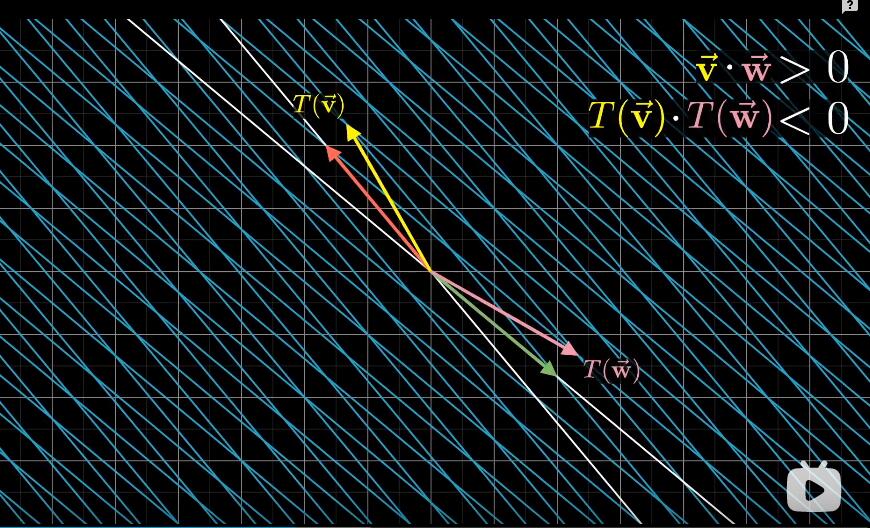 ?
v⃗ · w⃗ > 0
T(v⃗) · T(w⃗) < 0
T(v⃗)
T(w⃗)